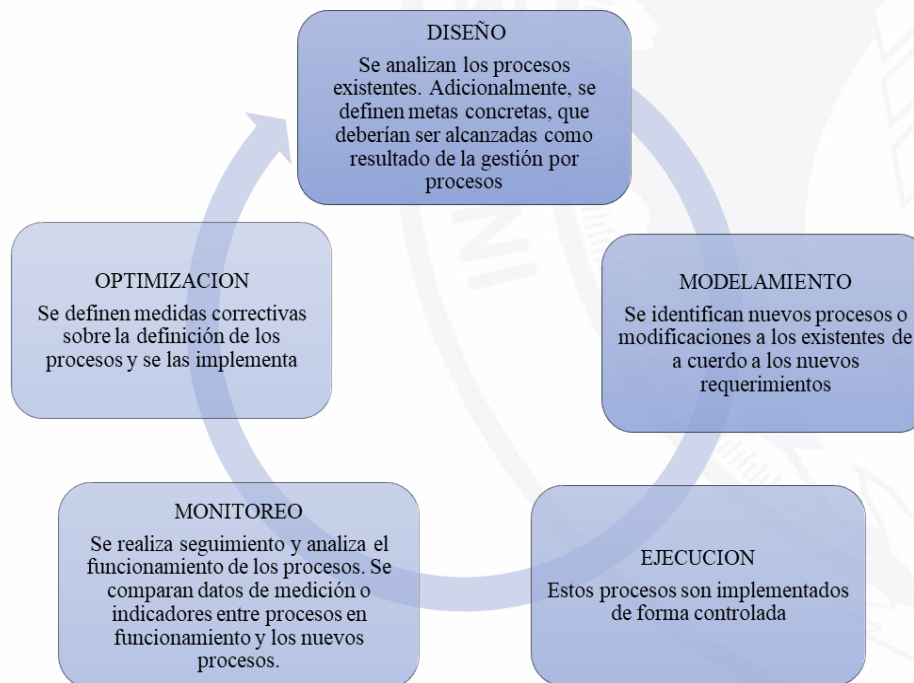 DISEÑO
Se analizan los procesos
existentes. Adicionalmente, se
definen metas concretas, que
deberían ser alcanzadas como
resultado de la gestión por
procesos
MODELAMIENTO
Se identifican nuevos procesos o
modificaciones a los existentes de
a cuerdo a los nuevos
requerimientos
EJECUCION
Estos procesos son implementados
de forma controlada
MONITOREO
Se realiza seguimiento y analiza el
funcionamiento de los procesos. Se
comparan datos de medición o
indicadores entre procesos en
funcionamiento y los nuevos
procesos.
OPTIMIZACION
Se definen medidas correctivas
sobre la definición de los
procesos y se las implementa